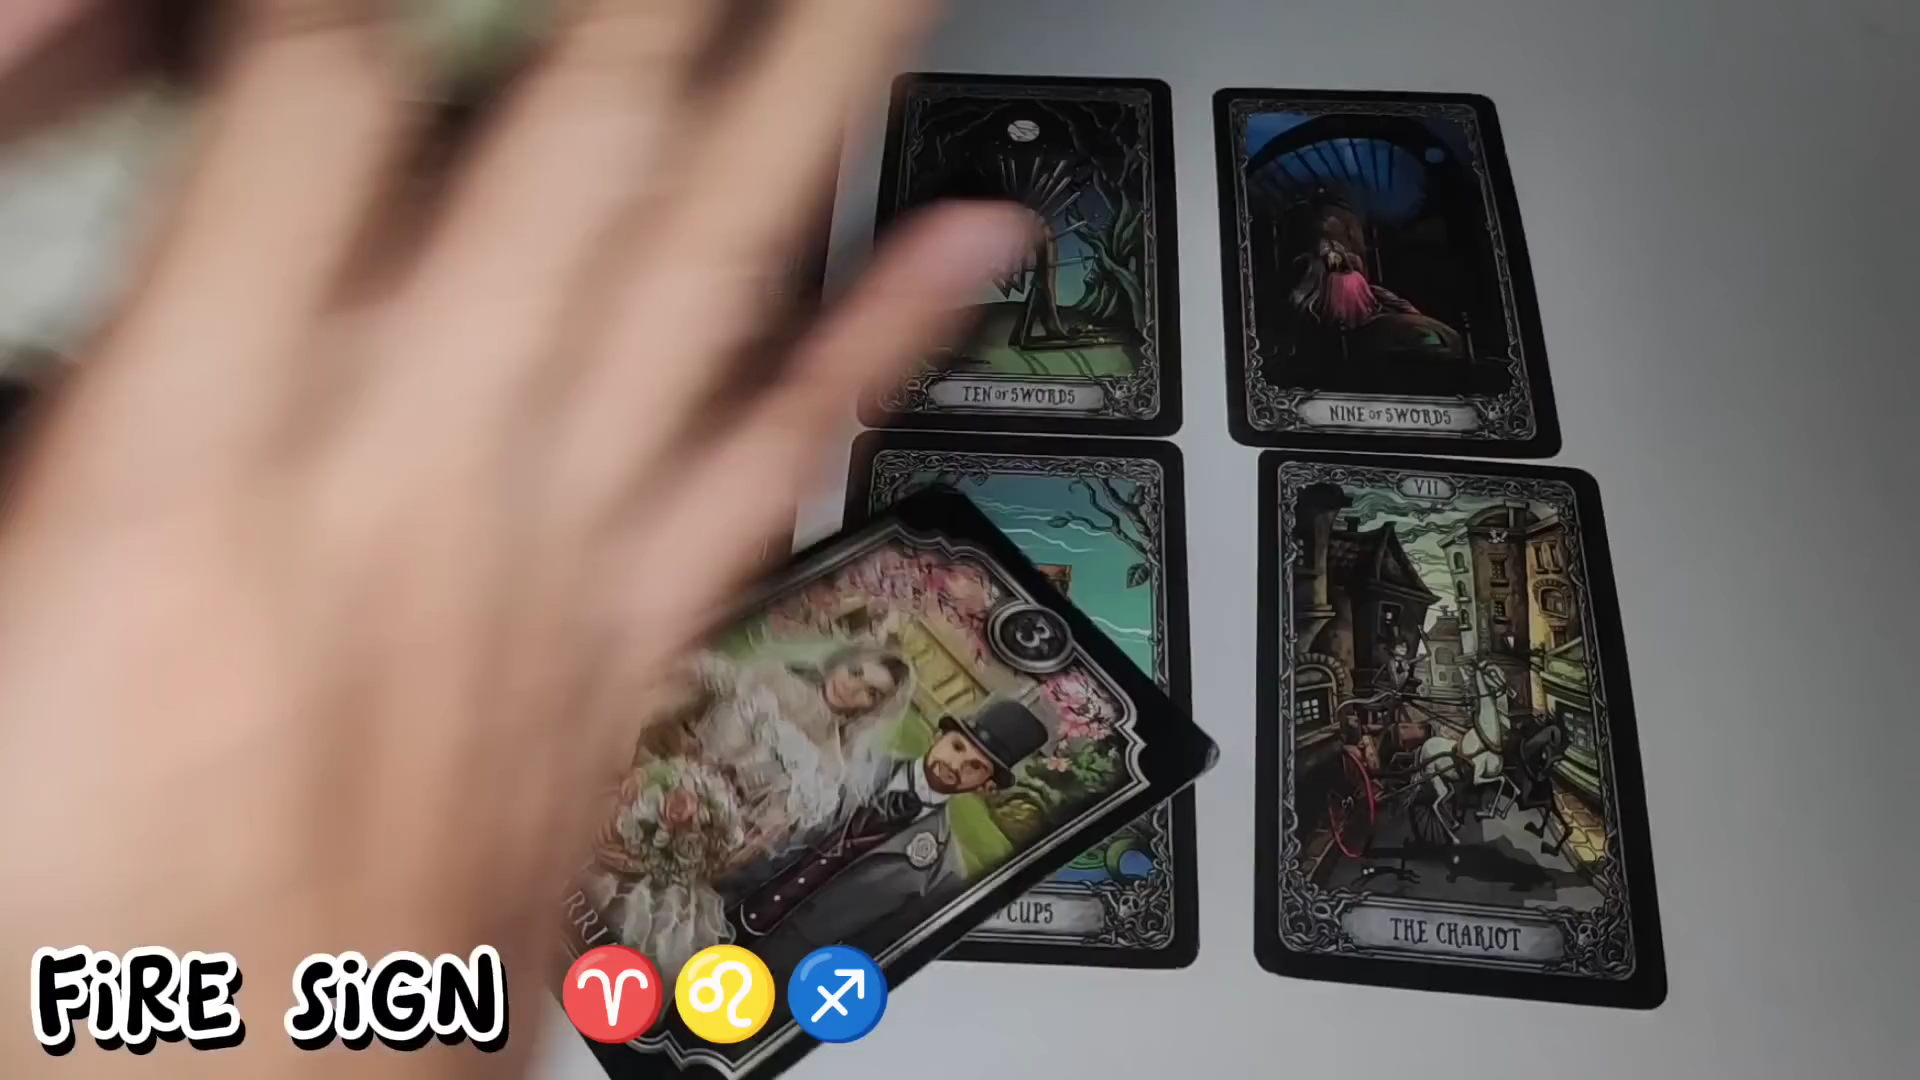 TEN OF SWORDS
NINE OF SWORDS
VII
3
CUPS
THE CHARIOT
FiRE SiGN ♈♌♐